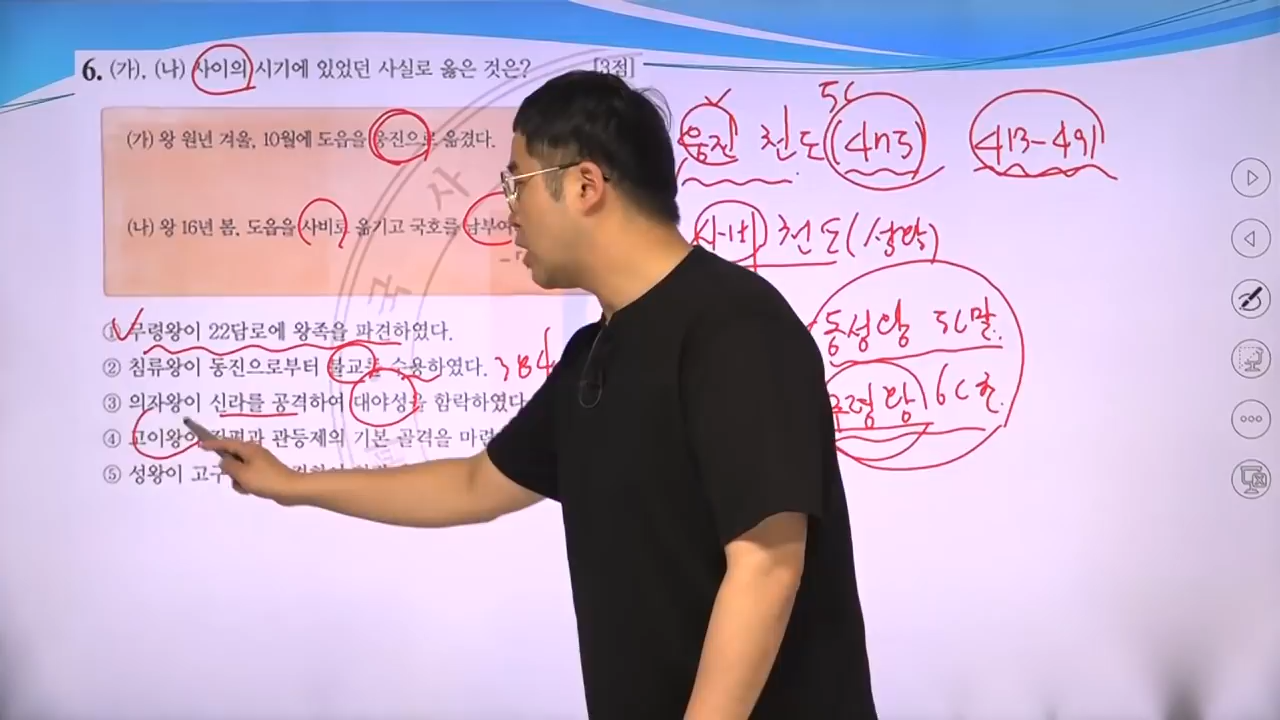 6. (가), (나) 사이의 시기에 있었던 사실로 옳은 것은? [3점]
(가) 왕 원년 겨울, 10월에 도읍을 웅진으로 옮겼다.
(나) 왕 16년 봄, 도읍을 사비로 옮기고 국호를 남부여
① 무령왕이 22담로에 왕족을 파견하였다.
② 침류왕이 동진으로부터 불교를 수용하였다. 384
③ 의자왕이 신라를 공격하여 대야성을 함락하였다
④ 고이왕이 관등제의 기본 골격을
⑤ 성왕이
5C
웅진 천도 (475) 413-491
사비 천도 (성왕)
동성왕 5C말.
무령왕 6C초.